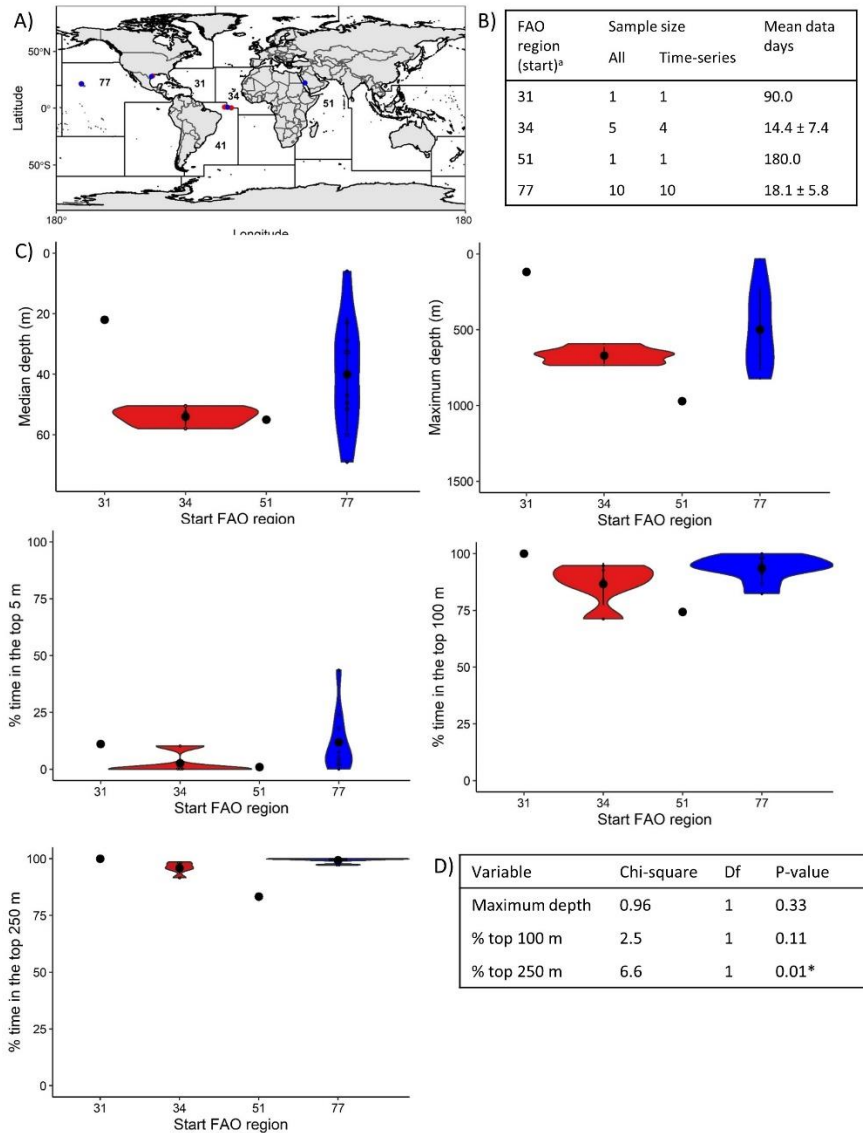 A)
50°N
0°
50°S
Latitude
77
31
34
51
41
180°
0°
180
Longitude
B)
FAO region (start)ᵃ Sample size Mean data days
All Time-series
31 1 1 90.0
34 5 4 14.4 ± 7.4
51 1 1 180.0
77 10 10 18.1 ± 5.8
C)
Median depth (m)
0
20
40
60
31 34 51 77
Start FAO region
Maximum depth (m)
0
500
1000
1500
31 34 51 77
Start FAO region
% time in the top 5 m
100
75
50
25
0
31 34 51 77
Start FAO region
% time in the top 100 m
100
75
50
25
0
31 34 51 77
Start FAO region
% time in the top 250 m
100
75
50
25
0
31 34 51 77
Start FAO region
D)
Variable Chi-square Df P-value
Maximum depth 0.96 1 0.33
% top 100 m 2.5 1 0.11
% top 250 m 6.6 1 0.01*